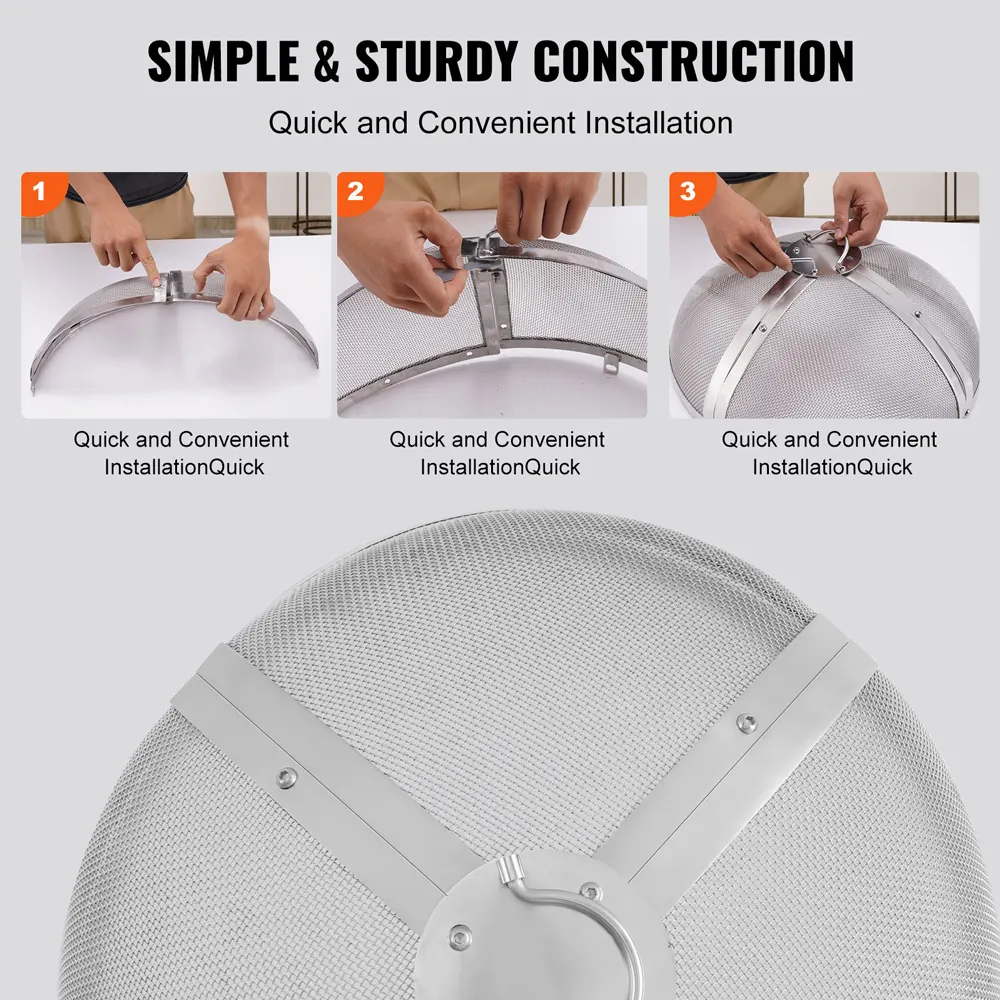 SIMPLE & STURDY CONSTRUCTION
Quick and Convenient Installation
1
2
3
Quick and Convenient
InstallationQuick
Quick and Convenient
InstallationQuick
Quick and Convenient
InstallationQuick